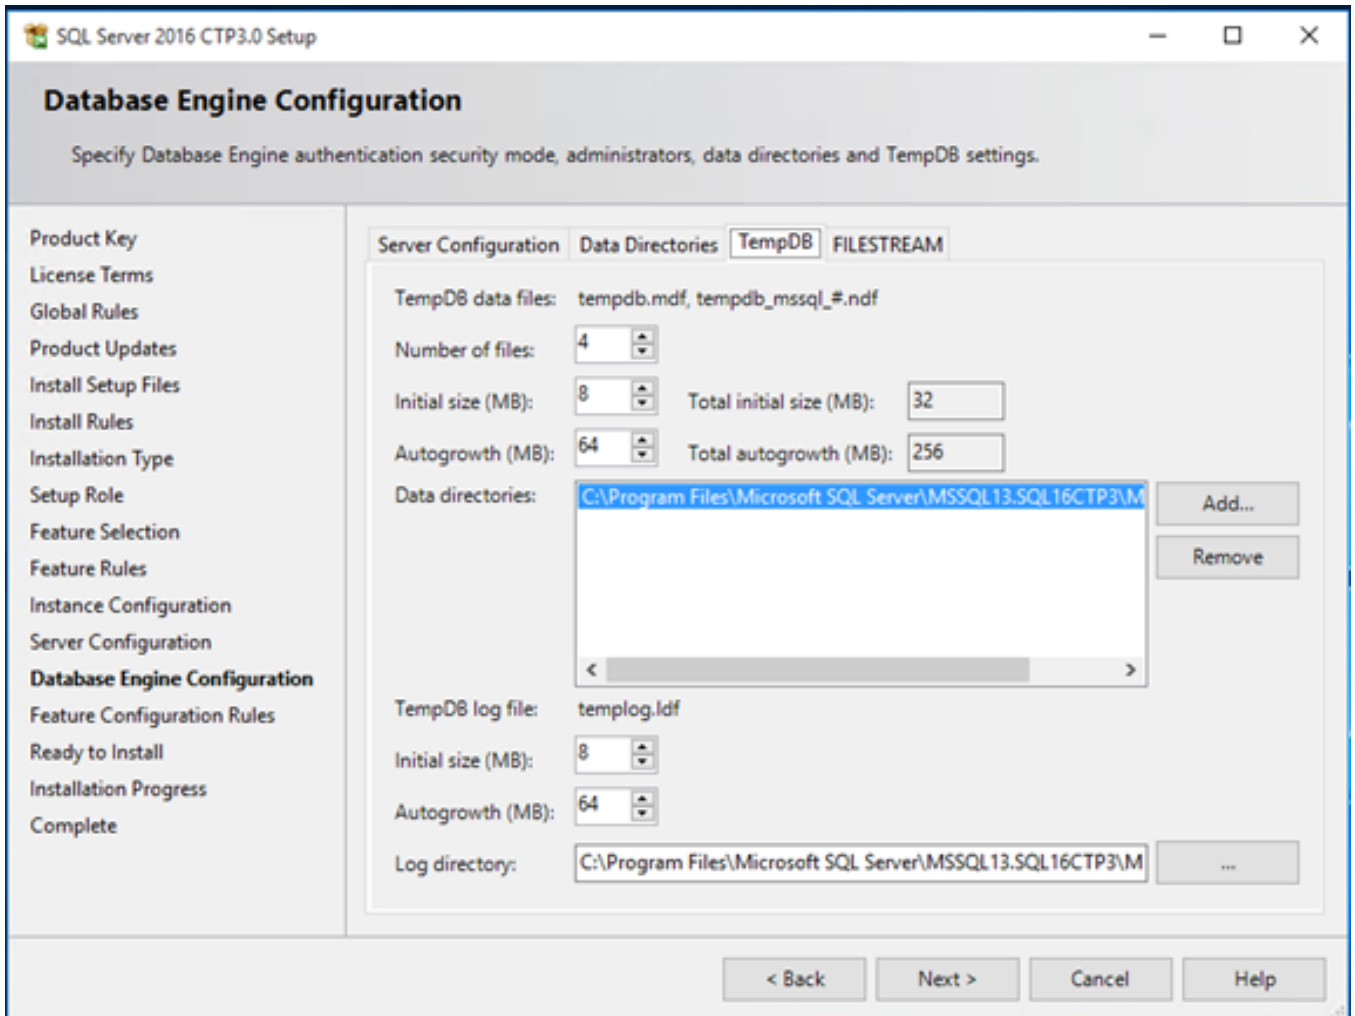 SQL Server 2016 CTP3.0 Setup
Database Engine Configuration
Specify Database Engine authentication security mode, administrators, data directories and TempDB settings.
Product Key
License Terms
Global Rules
Product Updates
Install Setup Files
Install Rules
Installation Type
Setup Role
Feature Selection
Feature Rules
Instance Configuration
Server Configuration
Database Engine Configuration
Feature Configuration Rules
Ready to Install
Installation Progress
Complete
Server Configuration Data Directories TempDB FILESTREAM
TempDB data files: tempdb.mdf, tempdb_mssql_#.ndf
Number of files: 4
Initial size (MB): 8 Total initial size (MB): 32
Autogrowth (MB): 64 Total autogrowth (MB): 256
Data directories: C:\Program Files\Microsoft SQL Server\MSSQL13.SQL16CTP3\M Add...
Remove
TempDB log file: templog.ldf
Initial size (MB): 8
Autogrowth (MB): 64
Log directory: C:\Program Files\Microsoft SQL Server\MSSQL13.SQL16CTP3\M ...
< Back Next > Cancel Help